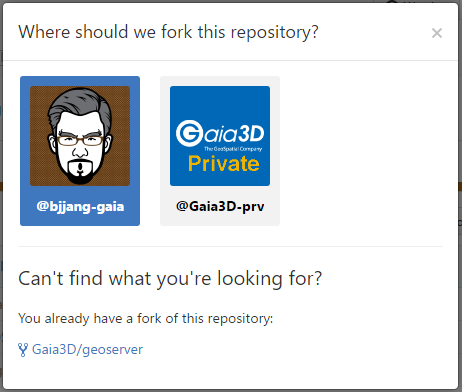 Where should we fork this repository?
×
Gaia3D
The GeoSpatial Company
Private
@bjjang-gaia
@Gaia3D-prv
Can't find what you're looking for?
You already have a fork of this repository:
Gaia3D/geoserver